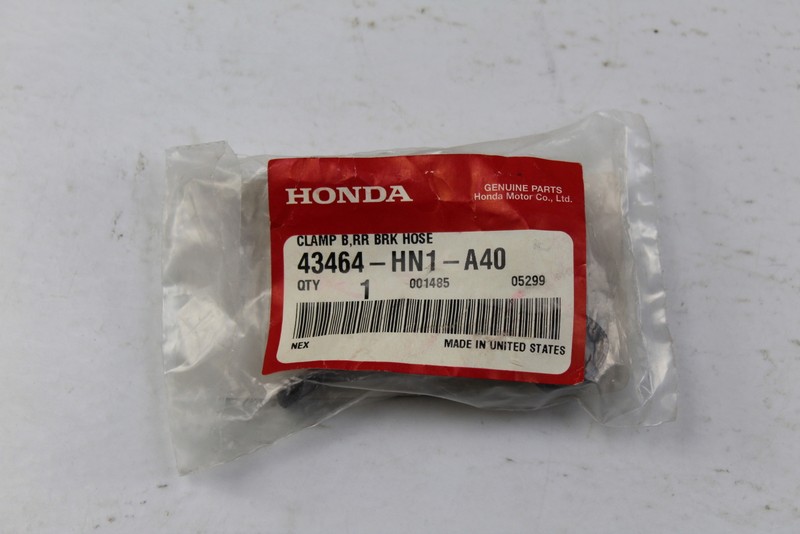 HONDA
GENUINE PARTS
Honda Motor Co., Ltd.
CLAMP B,RR BRK HOSE
43464-HN1-A40
QTY 1 001485 05299
NEX MADE IN UNITED STATES